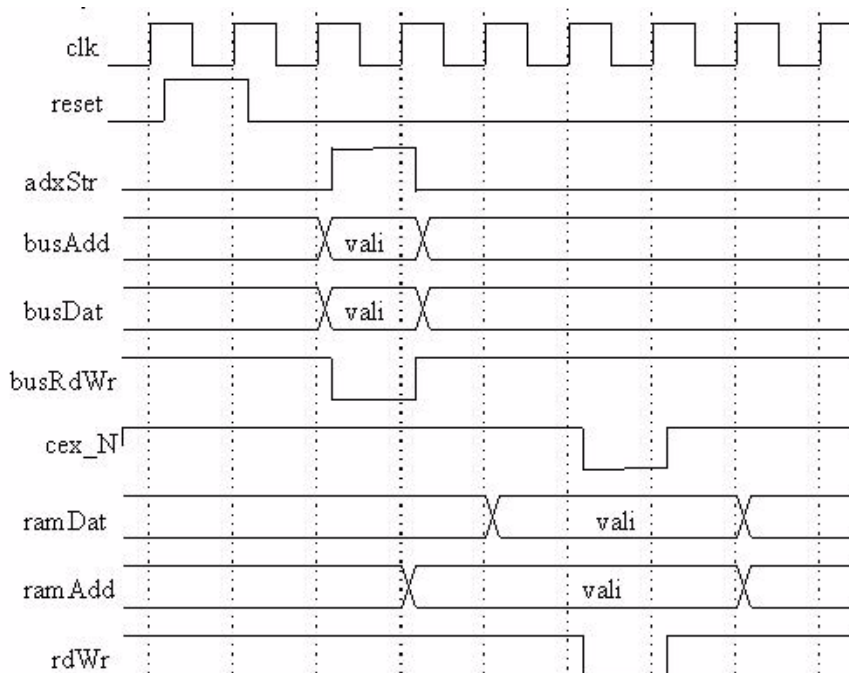 clk
reset
adxStr
busAdd vali
busDat vali
busRdWr
cex_N
ramDat vali
ramAdd vali
rdWr